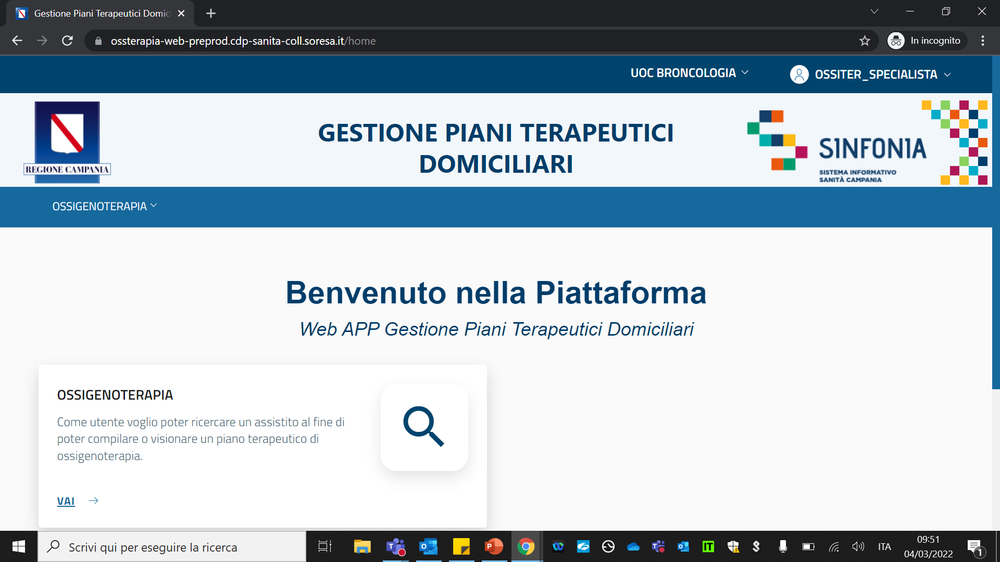 Gestione Piani Terapeutici Domic
ossterapia-web-preprod.cdp-sanita-coll.soresa.it/home
In incognito
UOC BRONCOLOGIA
OSSITER_SPECIALISTA
REGIONE CAMPANIA
GESTIONE PIANI TERAPEUTICI
DOMICILIARI
SINFONIA
SISTEMA INFORMATIVO
SANITÀ CAMPANIA
OSSIGENOTERAPIA
Benvenuto nella Piattaforma
Web APP Gestione Piani Terapeutici Domiciliari
OSSIGENOTERAPIA
Come utente voglio poter ricercare un assistito al fine di
poter compilare o visionare un piano terapeutico di
ossigenoterapia.
VAI
Scrivi qui per eseguire la ricerca
ITA
09:51
04/03/2022
1